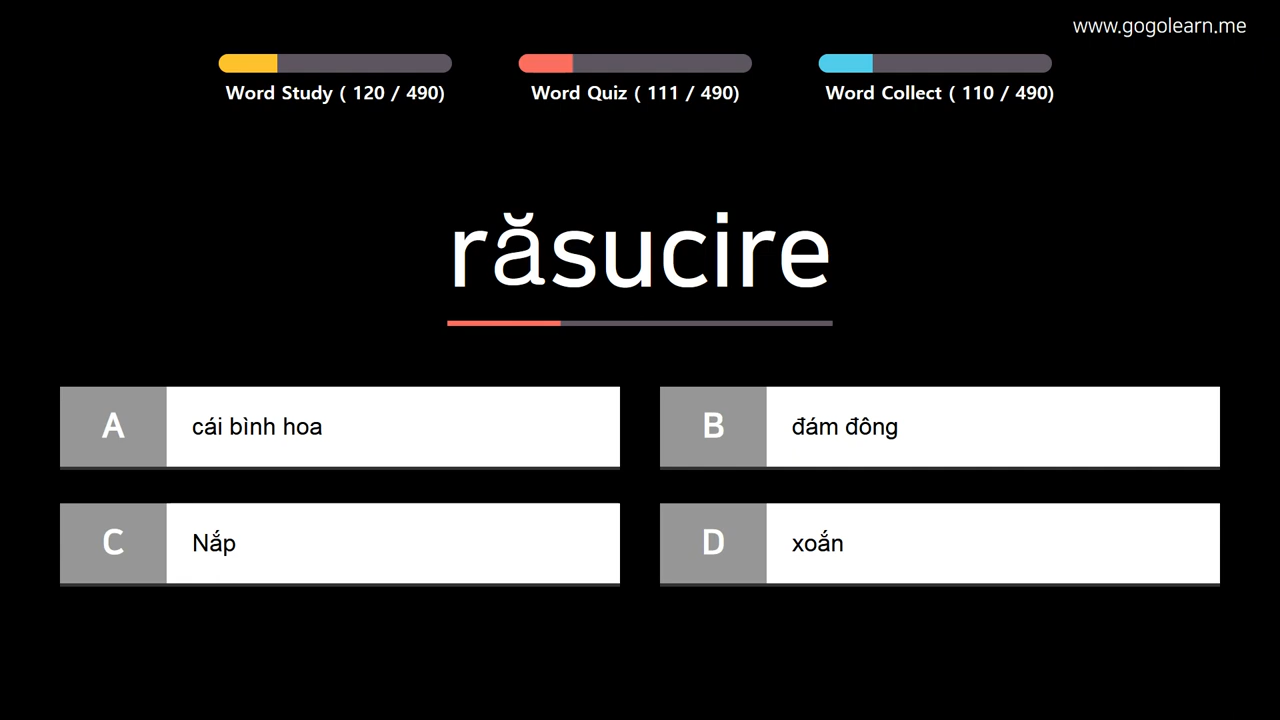 www.gogolearn.me
Word Study ( 120 / 490)
Word Quiz ( 111 / 490)
Word Collect ( 110 / 490)
răsucire
A
cái bình hoa
B
đám đông
C
Nắp
D
xoắn